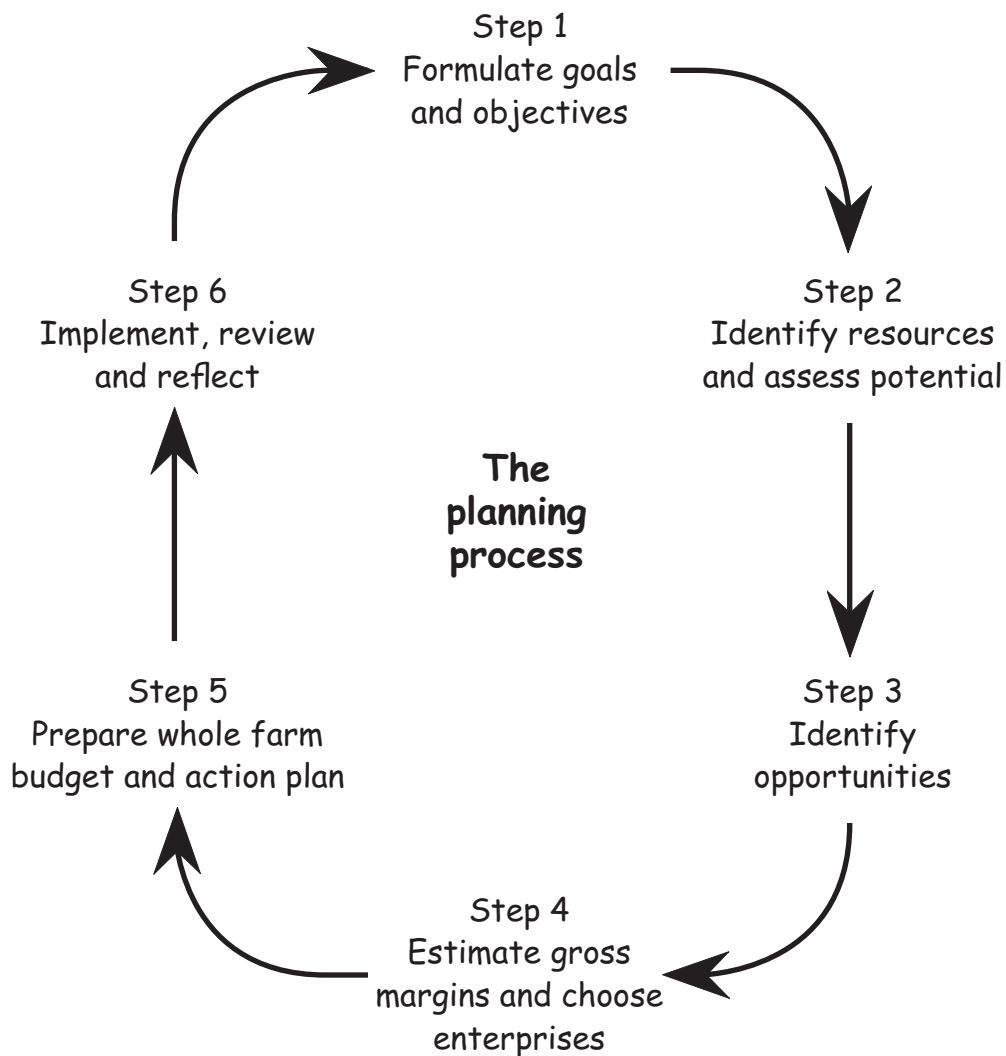 Step 1
Formulate goals
and objectives
Step 2
Identify resources
and assess potential
Step 3
Identify
opportunities
Step 4
Estimate gross
margins and choose
enterprises
Step 5
Prepare whole farm
budget and action plan
Step 6
Implement, review
and reflect
The
planning
process